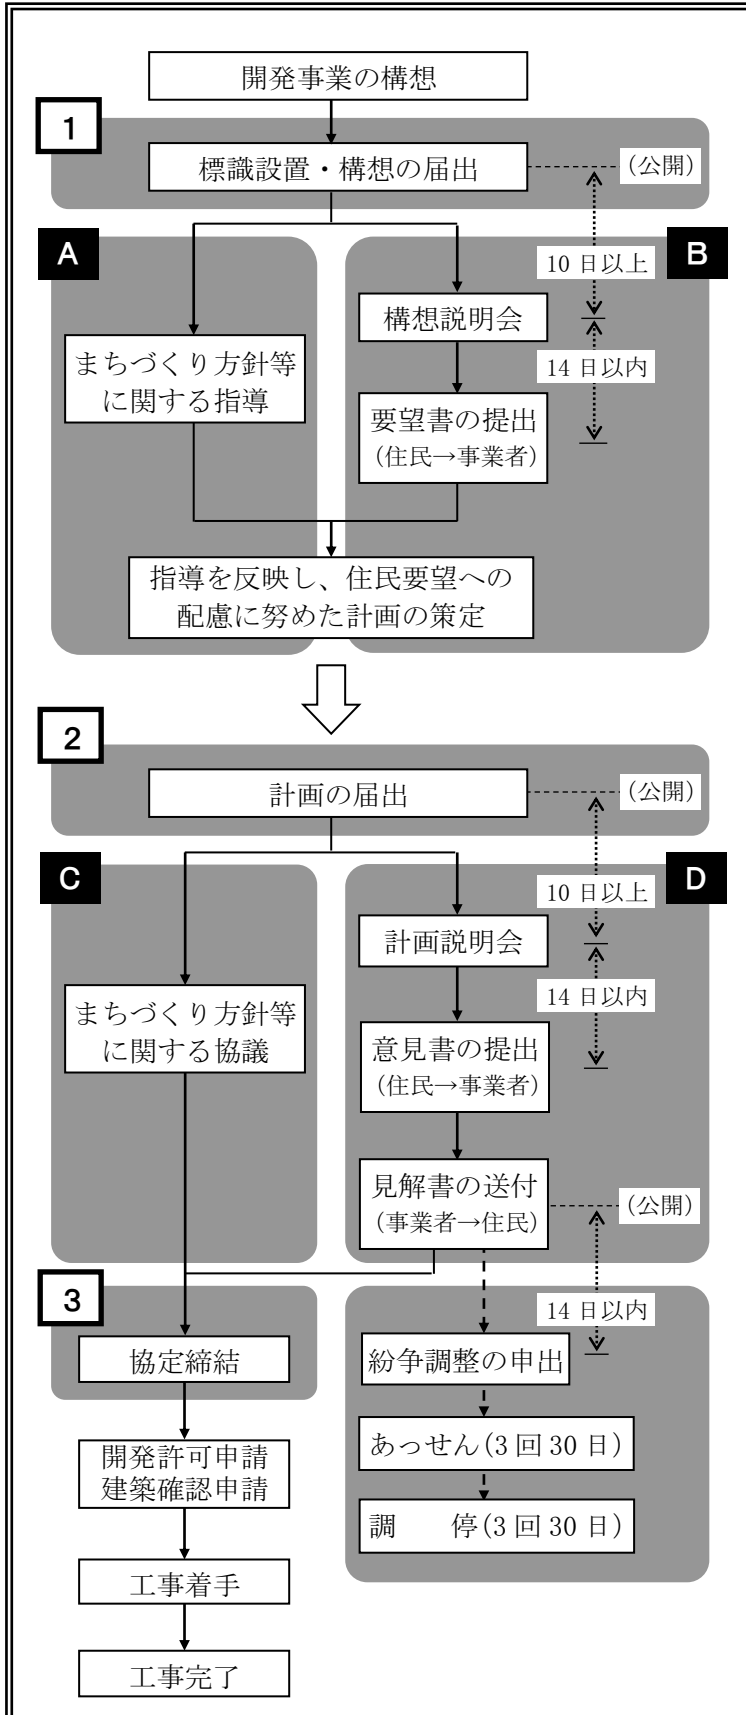 開発事業の構想
1
標識設置・構想の届出
(公開)
A
B
10日以上
構想説明会
まちづくり方針等
に関する指導
14日以内
要望書の提出
(住民→事業者)
指導を反映し、住民要望への
配慮に努めた計画の策定
2
計画の届出
(公開)
C
D
10日以上
計画説明会
まちづくり方針等
に関する協議
14日以内
意見書の提出
(住民→事業者)
見解書の送付
(事業者→住民)
(公開)
3
14日以内
協定締結
紛争調整の申出
開発許可申請
建築確認申請
あっせん(3回30日)
調　　停(3回30日)
工事着手
工事完了